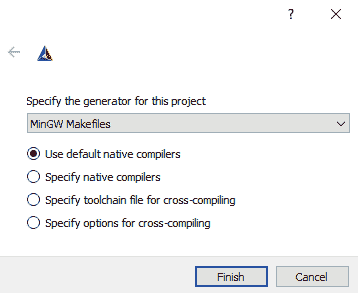 Specify the generator for this project
MinGW Makefiles
Use default native compilers
Specify native compilers
Specify toolchain file for cross-compiling
Specify options for cross-compiling
Finish
Cancel